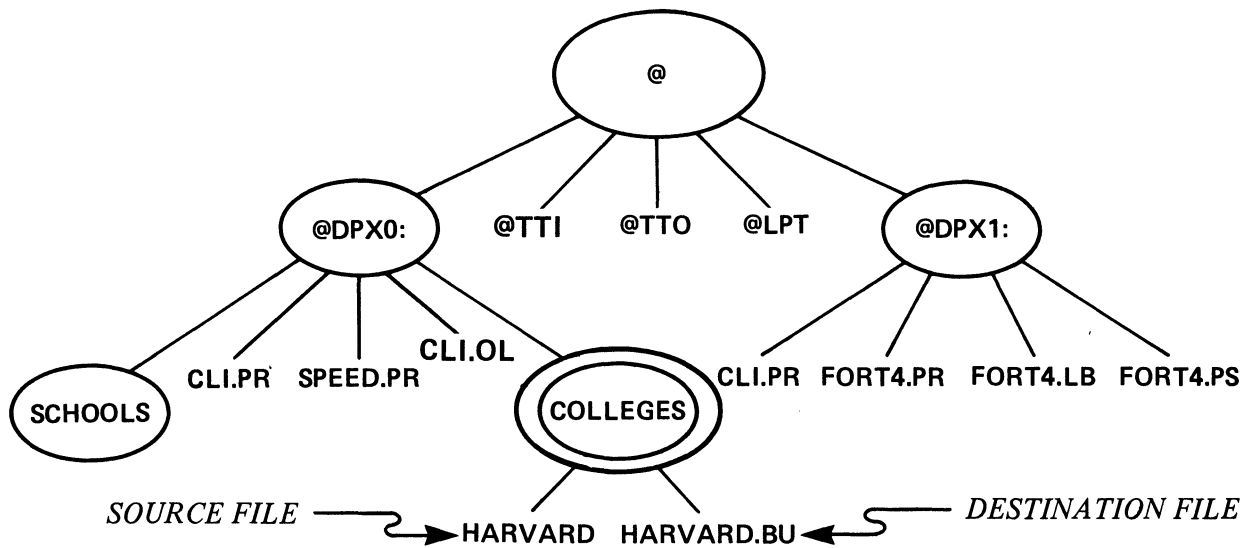 @
@DPX0:
@TTI
@TTO
@LPT
@DPX1:
SCHOOLS
CLI.PR
SPEED.PR
CLI.OL
COLLEGES
CLI.PR
FORT4.PR
FORT4.LB
FORT4.PS
SOURCE FILE
HARVARD
HARVARD.BU
DESTINATION FILE